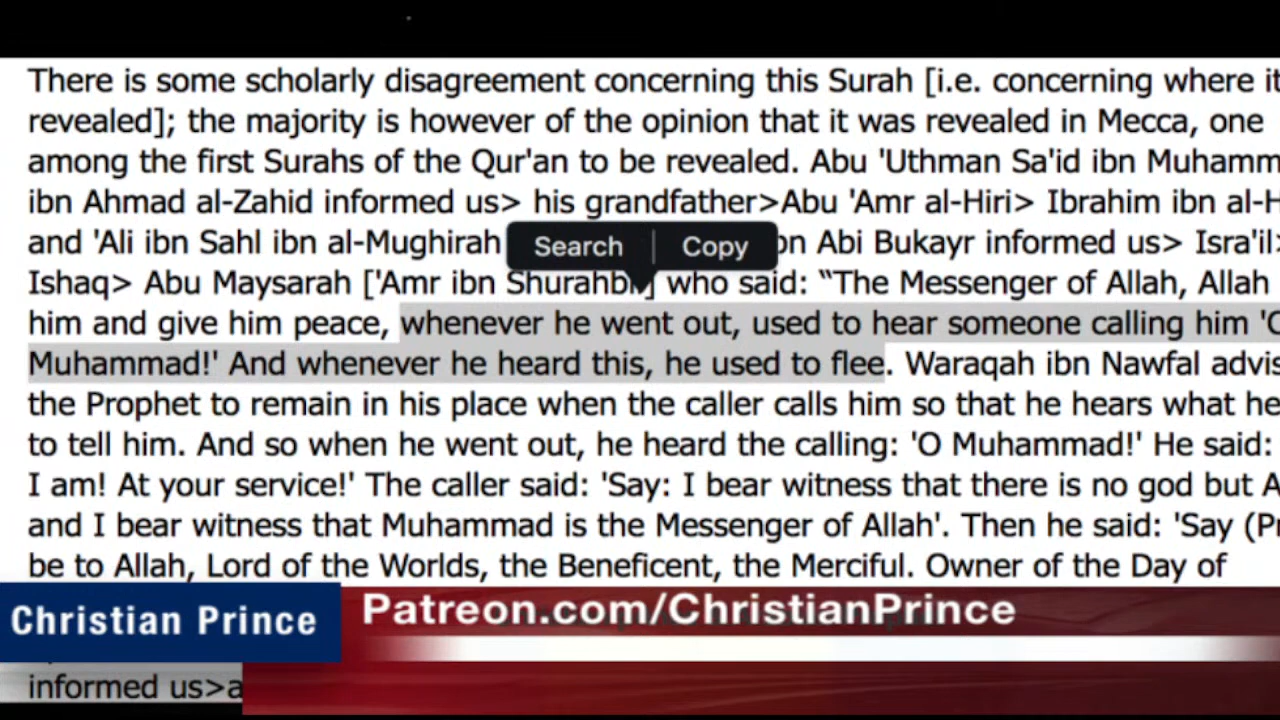 There is some scholarly disagreement concerning this Surah [i.e. concerning where it
revealed]; the majority is however of the opinion that it was revealed in Mecca, one
among the first Surahs of the Qur'an to be revealed. Abu 'Uthman Sa'id ibn Muhamm
ibn Ahmad al-Zahid informed us> his grandfather>Abu 'Amr al-Hiri> Ibrahim ibn al-H
and 'Ali ibn Sahl ibn al-Mughirah Search Copy Abi Bukayr informed us> Isra'il>
Ishaq> Abu Maysarah ['Amr ibn Shurahbil] who said: “The Messenger of Allah, Allah
him and give him peace, whenever he went out, used to hear someone calling him 'O
Muhammad!' And whenever he heard this, he used to flee. Waraqah ibn Nawfal advis
the Prophet to remain in his place when the caller calls him so that he hears what he
to tell him. And so when he went out, he heard the calling: 'O Muhammad!' He said:
I am! At your service!' The caller said: 'Say: I bear witness that there is no god but A
and I bear witness that Muhammad is the Messenger of Allah'. Then he said: 'Say (Pr
be to Allah, Lord of the Worlds, the Beneficent, the Merciful. Owner of the Day of
Christian Prince Patreon.com/ChristianPrince
informed us>a